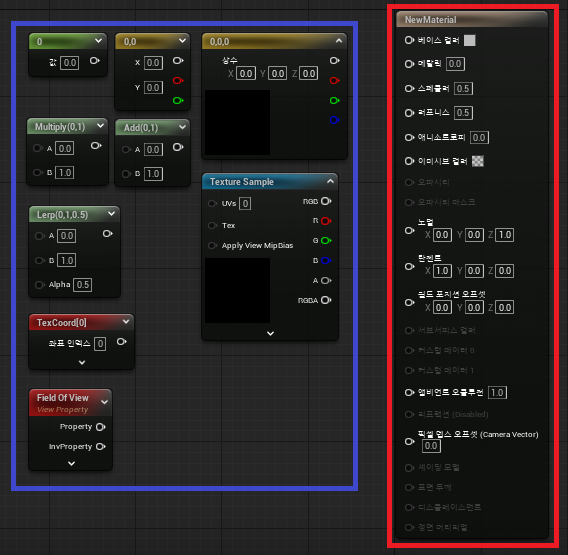 0
값 0.0
0,0
X 0.0
Y 0.0
0,0,0
상수
X 0.0 Y 0.0 Z 0.0
Multiply(0,1)
A 0.0
B 1.0
Add(0,1)
A 0.0
B 1.0
Texture Sample
UVs 0
Tex
Apply View MipBias
RGB
R
G
B
A
RGBA
Lerp(0,1,0.5)
A 0.0
B 1.0
Alpha 0.5
TexCoord[0]
좌표 인덱스 0
Field Of View
View Property
Property
InvProperty
NewMaterial
베이스 컬러
메탈릭 0.0
스페큘러 0.5
러프니스 0.5
애니소트로피 0.0
이미시브 컬러
오파시티
오파시티 마스크
노멀
X 0.0 Y 0.0 Z 1.0
탄젠트
X 1.0 Y 0.0 Z 0.0
월드 포지션 오프셋
X 0.0 Y 0.0 Z 0.0
서브서피스 컬러
커스텀 데이터 0
커스텀 데이터 1
앰비언트 오클루전 1.0
리프랙션 (Disabled)
픽셀 뎁스 오프셋 (Camera Vector)
0.0
셰이딩 모델
표면 두께
디스플레이스먼트
정면 머티리얼